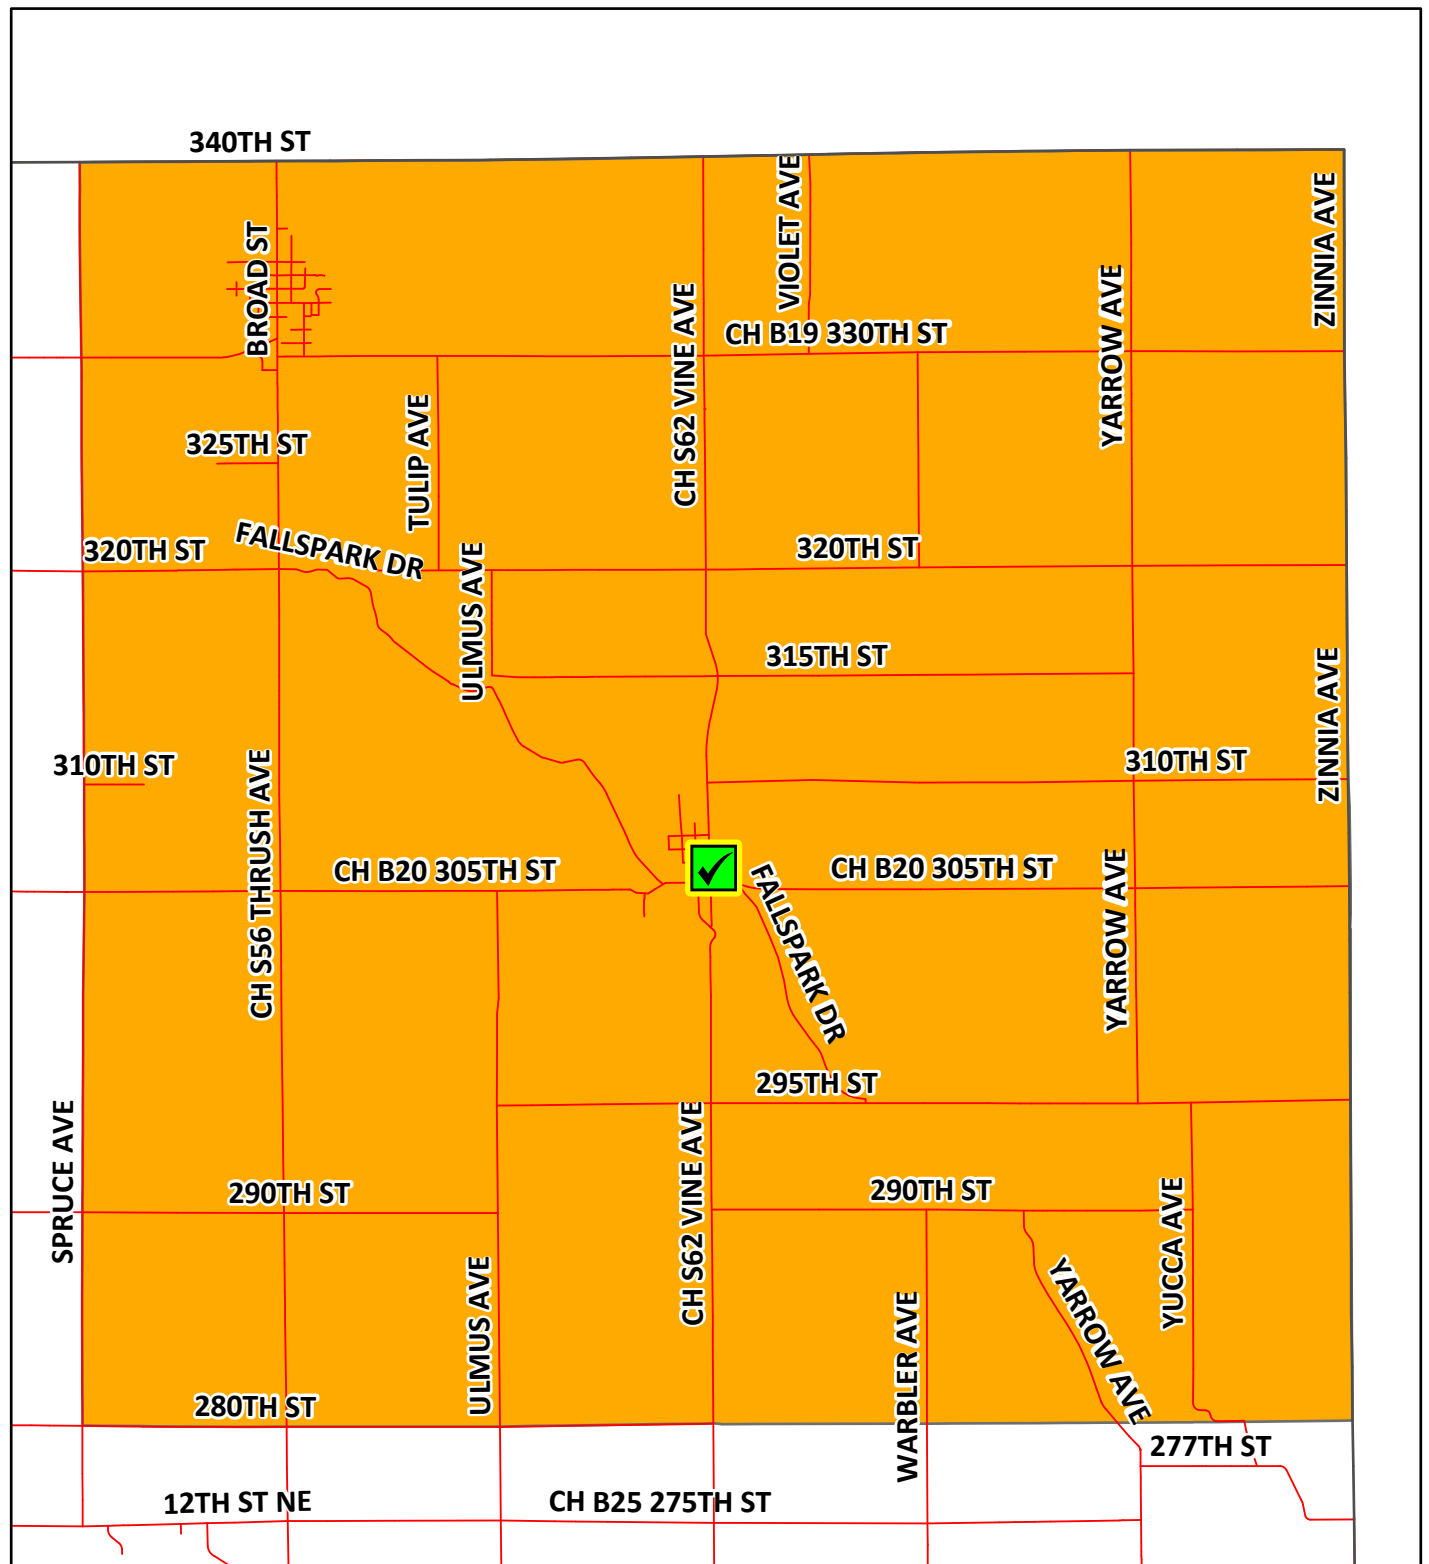 340TH ST
VIOLET AVE
ZINNIA AVE
BROAD ST
YARROW AVE
CH S62 VINE AVE
CH B19 330TH ST
TULIP AVE
325TH ST
FALLSPARK DR
320TH ST
320TH ST
ULMUS AVE
315TH ST
ZINNIA AVE
310TH ST
310TH ST
CH S56 THRUSH AVE
CH B20 305TH ST
CH B20 305TH ST
FALLSPARK DR
YARROW AVE
295TH ST
SPRUCE AVE
CH S62 VINE AVE
290TH ST
290TH ST
YUCCA AVE
ULMUS AVE
YARROW AVE
WARBLER AVE
280TH ST
277TH ST
12TH ST NE
CH B25 275TH ST